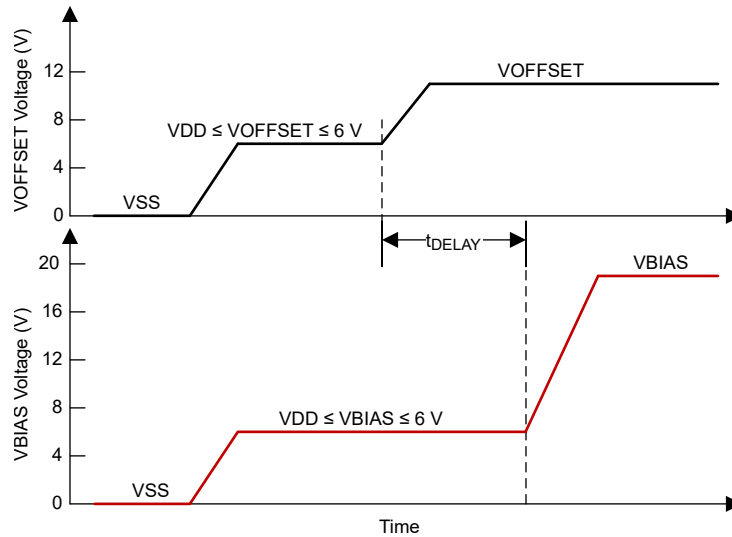 VOFFSET Voltage (V)
12
8
4
0
VOFFSET
VDD ≤ VOFFSET ≤ 6 V
VSS
tDELAY
VBIAS Voltage (V)
20
16
12
8
4
0
VBIAS
VDD ≤ VBIAS ≤ 6 V
VSS
Time